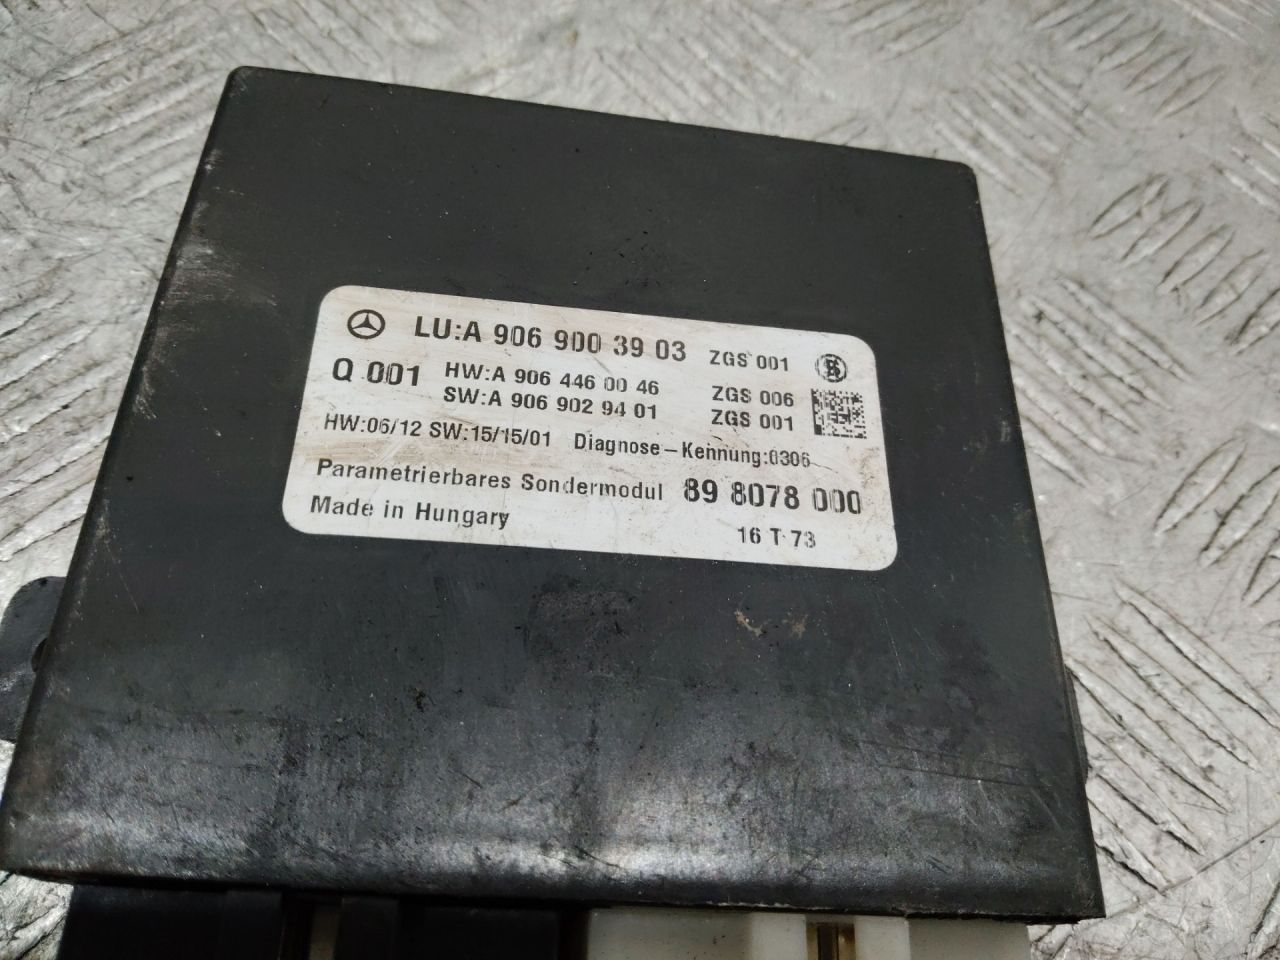 LU:A 906 900 39 03 ZGS 001
Q 001 HW:A 906 446 00 46 ZGS 006
SW:A 906 902 94 01 ZGS 001
HW:06/12 SW:15/15/01 Diagnose-Kennung:0306
Parametrierbares Sondermodul 898078 000
Made in Hungary 16 T 73